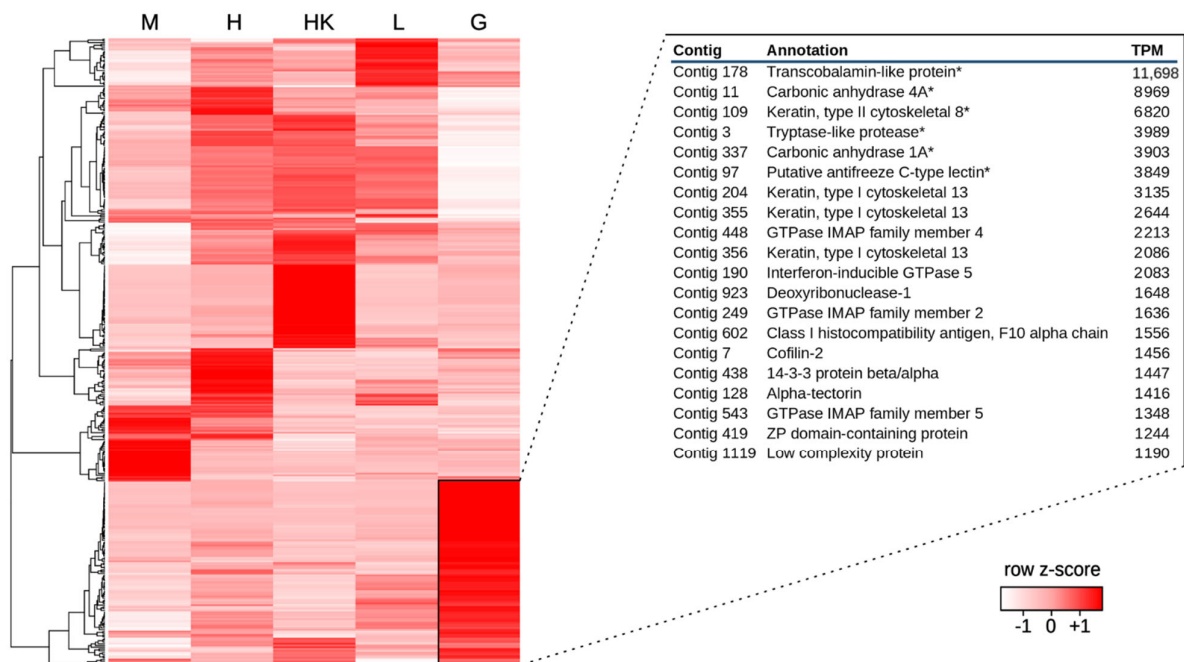 M H HK L G
Contig Annotation TPM
Contig 178 Transcobalamin-like protein* 11,698
Contig 11 Carbonic anhydrase 4A* 8969
Contig 109 Keratin, type II cytoskeletal 8* 6820
Contig 3 Tryptase-like protease* 3989
Contig 337 Carbonic anhydrase 1A* 3903
Contig 97 Putative antifreeze C-type lectin* 3849
Contig 204 Keratin, type I cytoskeletal 13 3135
Contig 355 Keratin, type I cytoskeletal 13 2644
Contig 448 GTPase IMAP family member 4 2213
Contig 356 Keratin, type I cytoskeletal 13 2086
Contig 190 Interferon-inducible GTPase 5 2083
Contig 923 Deoxyribonuclease-1 1648
Contig 249 GTPase IMAP family member 2 1636
Contig 602 Class I histocompatibility antigen, F10 alpha chain 1556
Contig 7 Cofilin-2 1456
Contig 438 14-3-3 protein beta/alpha 1447
Contig 128 Alpha-tectorin 1416
Contig 543 GTPase IMAP family member 5 1348
Contig 419 ZP domain-containing protein 1244
Contig 1119 Low complexity protein 1190
row z-score
-1 0 +1